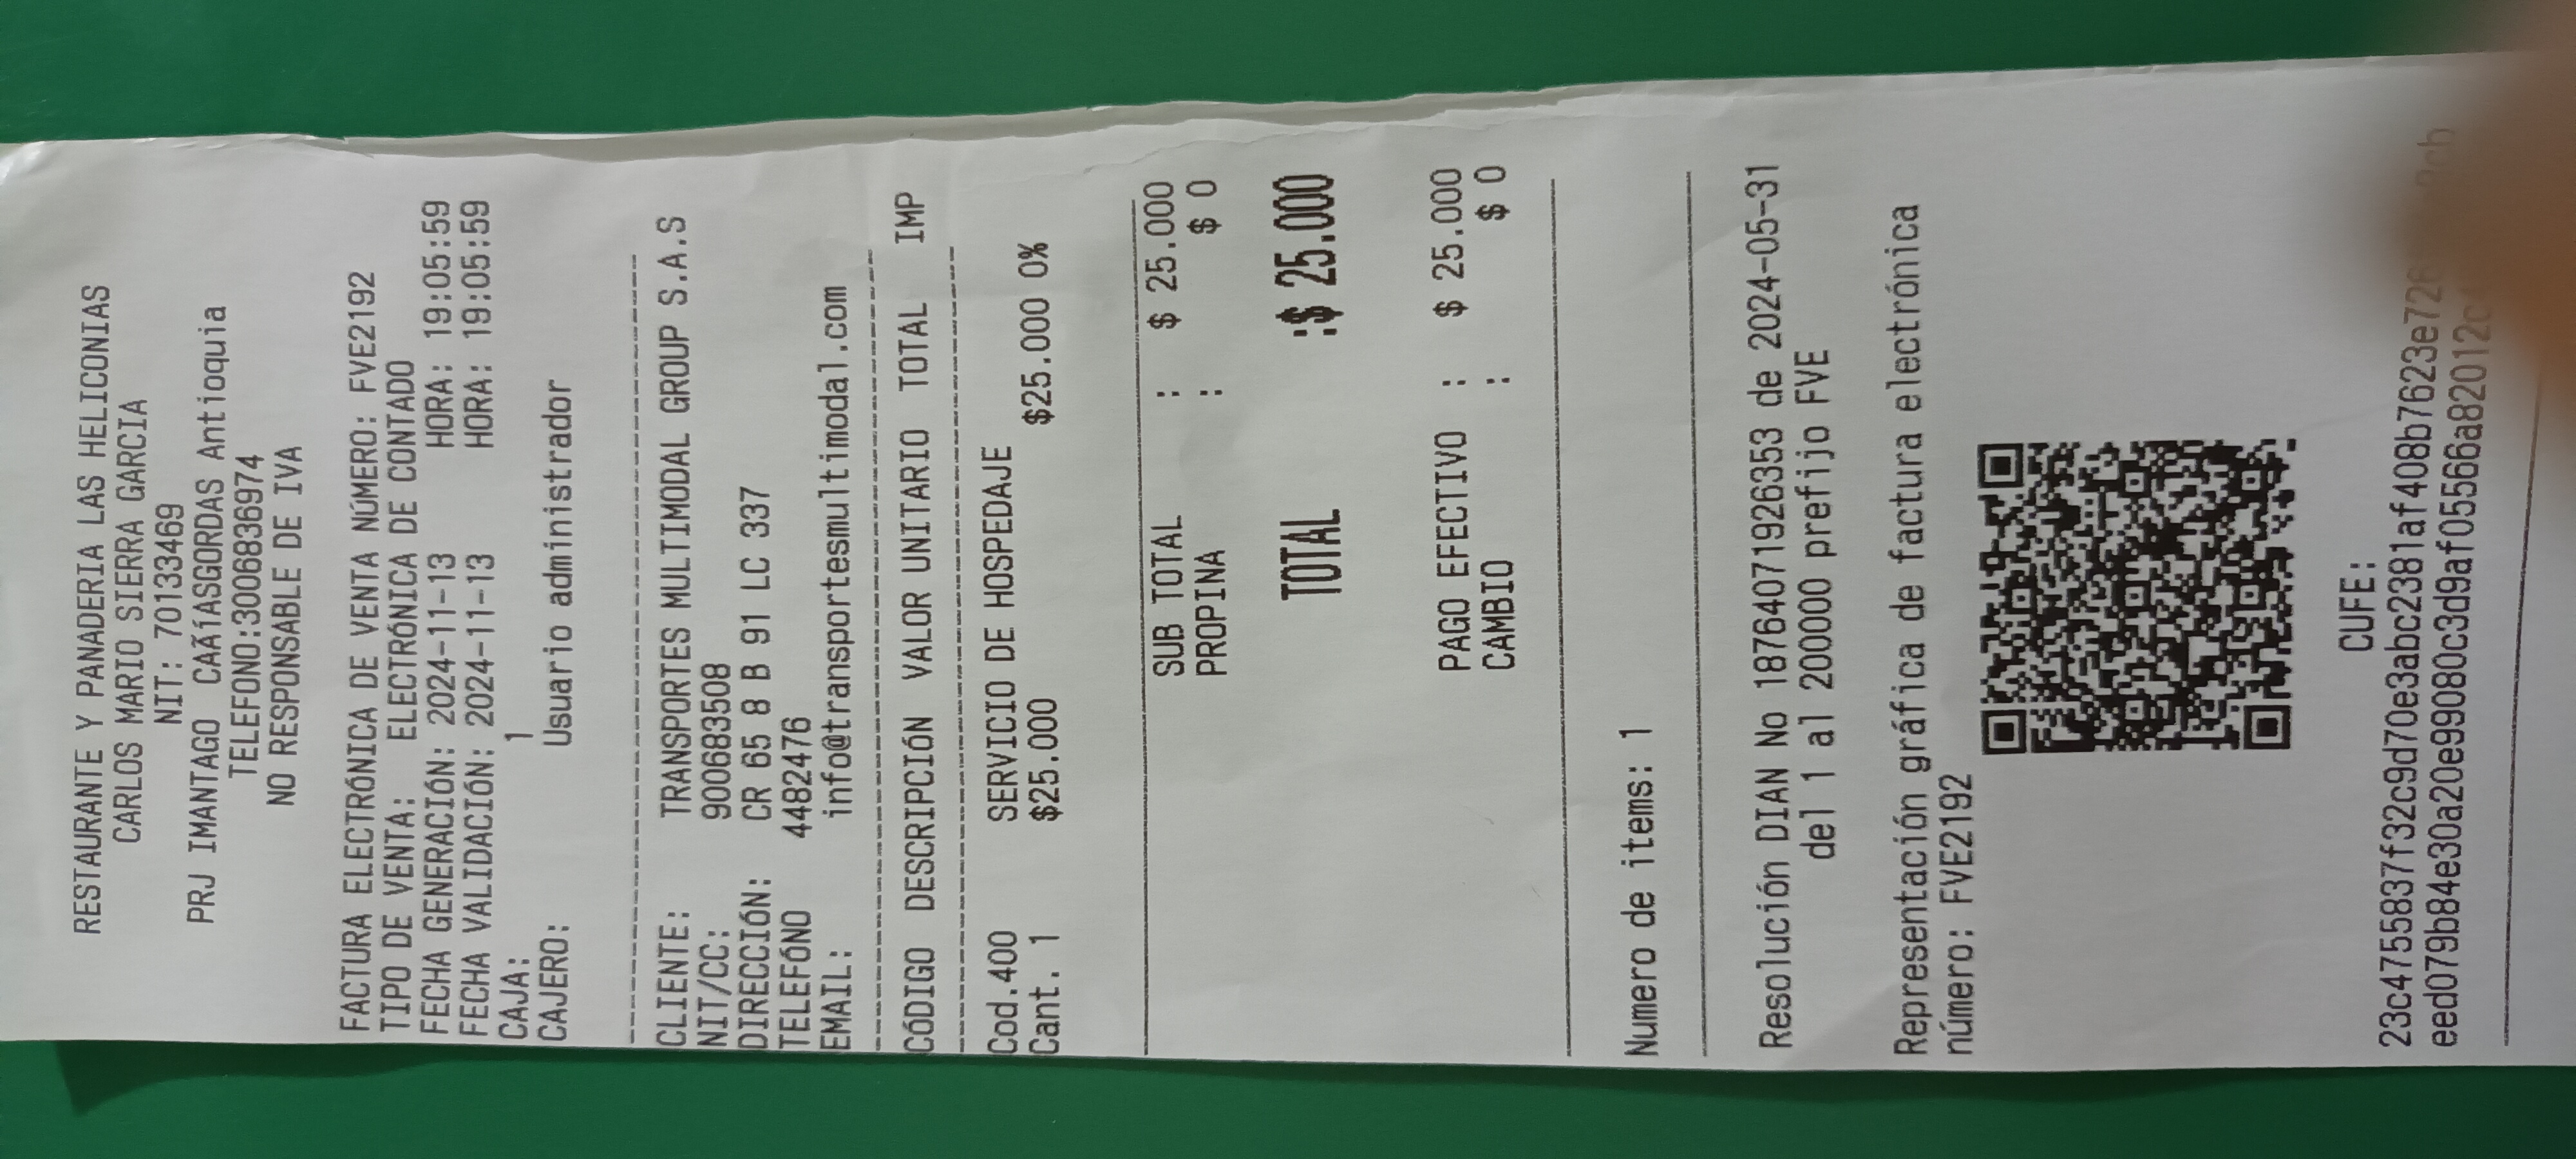 RESTAURANTE Y PANADERIA LAS HELICONIAS
CARLOS MARIO SIERRA GARCIA
NIT: 70133469
PRJ IMANTAGO CAÃ­ASGORDAS Antioquia
TELEFONO:3006836974
NO RESPONSABLE DE IVA
FACTURA ELECTRÓNICA DE VENTA NÚMERO: FVE2192
TIPO DE VENTA: ELECTRÓNICA DE CONTADO
FECHA GENERACIÓN: 2024-11-13 HORA: 19:05:59
FECHA VALIDACIÓN: 2024-11-13 HORA: 19:05:59
CAJA: 1
CAJERO: Usuario administrador
CLIENTE: TRANSPORTES MULTIMODAL GROUP S.A.S
NIT/CC: 900683508
DIRECCIÓN: CR 65 8 B 91 LC 337
TELEFÓNO 4482476
EMAIL: info@transportesmultimodal.com
CÓDIGO DESCRIPCIÓN VALOR UNITARIO TOTAL IMP
Cod.400 SERVICIO DE HOSPEDAJE
Cant. 1 $25.000 $25.000 0%
SUB TOTAL : $ 25.000
PROPINA : $ 0
TOTAL :$ 25.000
PAGO EFECTIVO : $ 25.000
CAMBIO : $ 0
Numero de items: 1
Resolución DIAN No 18764071926353 de 2024-05-31
del 1 al 200000 prefijo FVE
Representación gráfica de factura electrónica
número: FVE2192
CUFE:
23c475587f32c9d70e3abc2381af408b7623e726
eed079b84e30a20e99080c3d9af05566a82012c